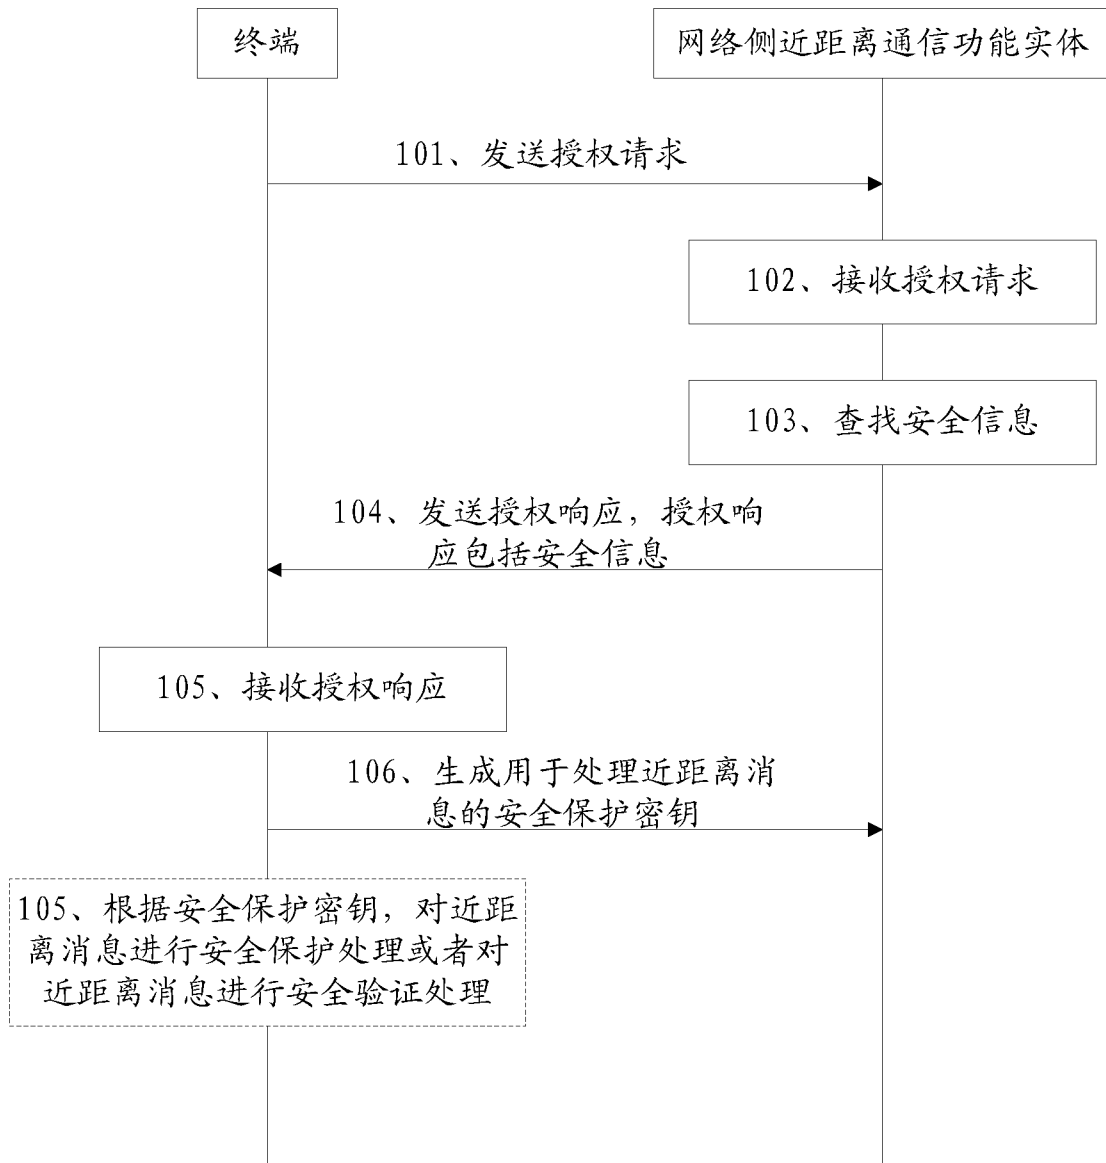 终端
网络侧近距离通信功能实体
101、发送授权请求
102、接收授权请求
103、查找安全信息
104、发送授权响应，授权响
应包括安全信息
105、接收授权响应
106、生成用于处理近距离消
息的安全保护密钥
105、根据安全保护密钥，对近距
离消息进行安全保护处理或者对
近距离消息进行安全验证处理